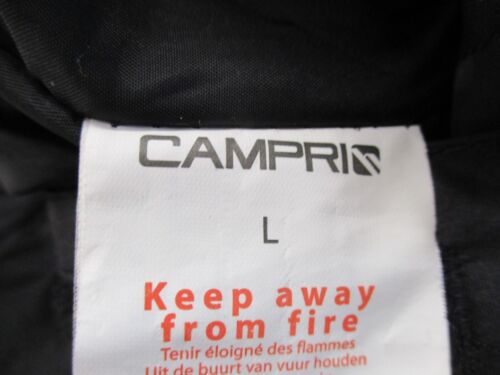 CAMPRI
L
Keep away
from fire
Tenir éloigné des flammes
Uit de buurt van vuur houden